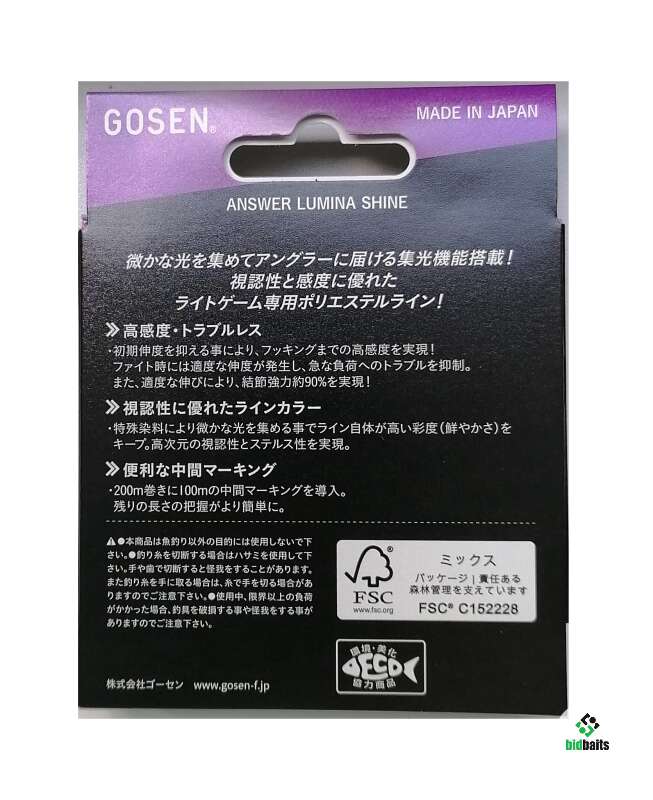 GOSEN®
MADE IN JAPAN
ANSWER LUMINA SHINE
微かな光を集めてアングラーに届ける集光機能搭載！
視認性と感度に優れた
ライトゲーム専用ポリエステルライン！
高感度・トラブルレス
・初期伸度を抑える事により、フッキングまでの高感度を実現！
ファイト時には適度な伸度が発生し、急な負荷へのトラブルを抑制。
また、適度な伸びにより、結節強力約90%を実現！
視認性に優れたラインカラー
・特殊染料により微かな光を集める事でライン自体が高い彩度（鮮やかさ）を
キープ。高次元の視認性とステルス性を実現。
便利な中間マーキング
・200m巻きに100mの中間マーキングを導入。
残りの長さの把握がより簡単に。
⚠●本商品は魚釣り以外の目的には使用しないで下
さい。●釣り糸を切断する場合はハサミを使用して下
さい。手や歯で切断すると怪我をすることがあります。
また釣り糸を手に取る場合は、糸で手を切る場合があ
りますのでご注意下さい。●使用中、限界以上の負荷
がかかった場合、釣具を破損する事や怪我をする事が
ありますのでご注意下さい。
FSC
www.fsc.org
ミックス
パッケージ｜責任ある
森林管理を支えています
FSC® C152228
環境・美化
ECO
協力商品
株式会社ゴーセン www.gosen-f.jp
bidbaits